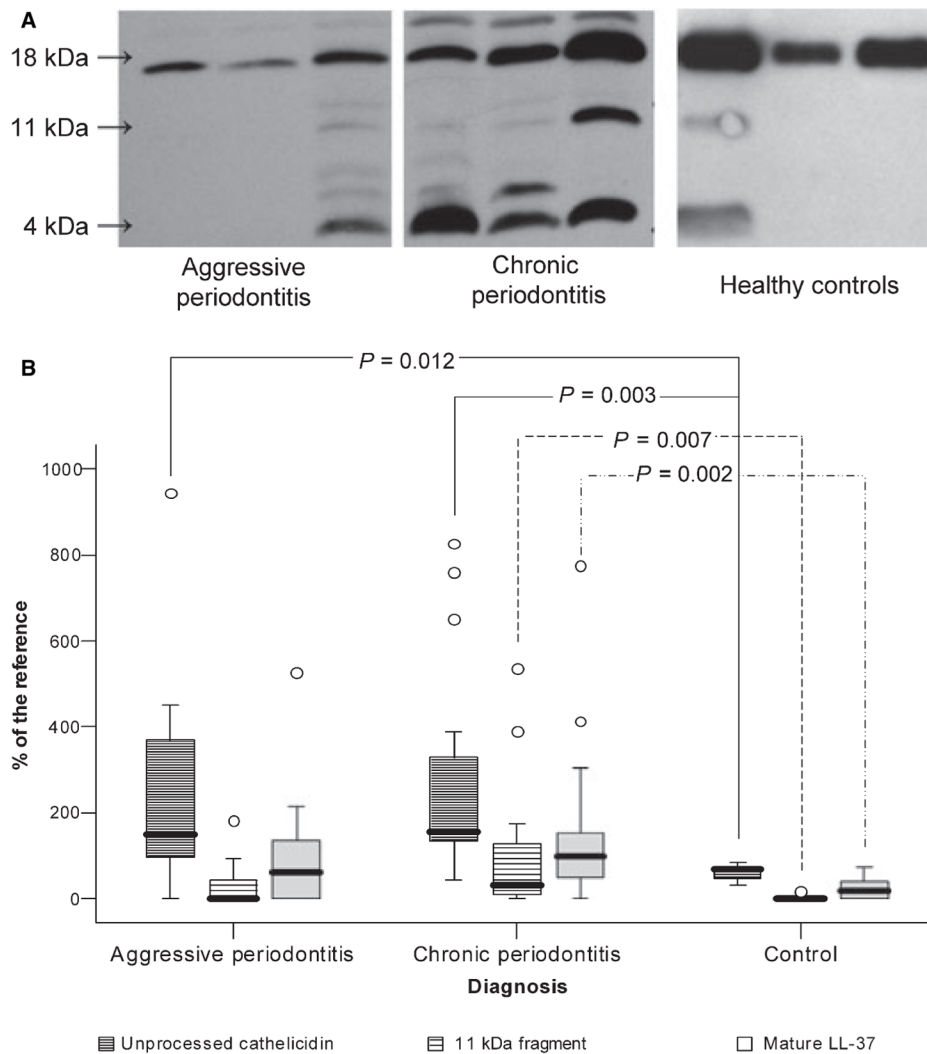 A
18 kDa
11 kDa
4 kDa
Aggressive
periodontitis
Chronic
periodontitis
Healthy controls
B
P = 0.012
P = 0.003
P = 0.007
P = 0.002
% of the reference
1000
800
600
400
200
0
Aggressive periodontitis
Chronic periodontitis
Control
Diagnosis
Unprocessed cathelicidin
11 kDa fragment
Mature LL-37